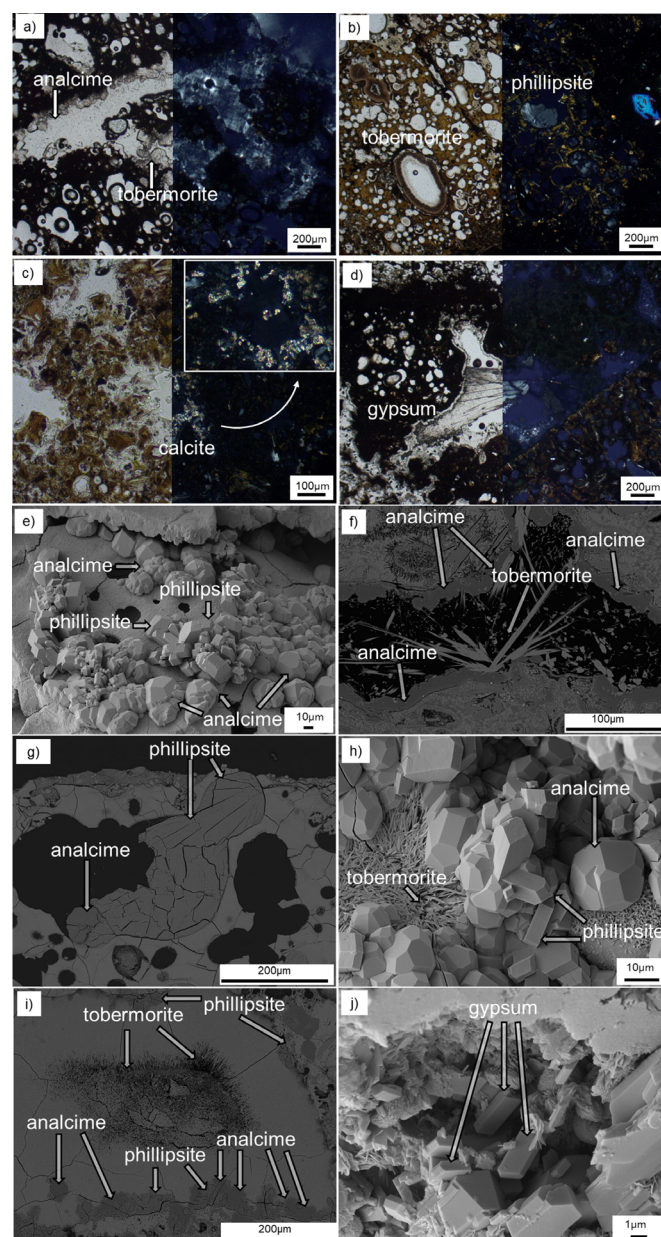 a)
analcime
tobermorite
200µm
b)
phillipsite
tobermorite
200µm
c)
calcite
100µm
d)
gypsum
200µm
e)
analcime
phillipsite
phillipsite
analcime
10µm
f)
analcime
analcime
tobermorite
analcime
100µm
g)
phillipsite
analcime
200µm
h)
analcime
tobermorite
phillipsite
10µm
i)
phillipsite
tobermorite
analcime
analcime
phillipsite
200µm
j)
gypsum
1µm